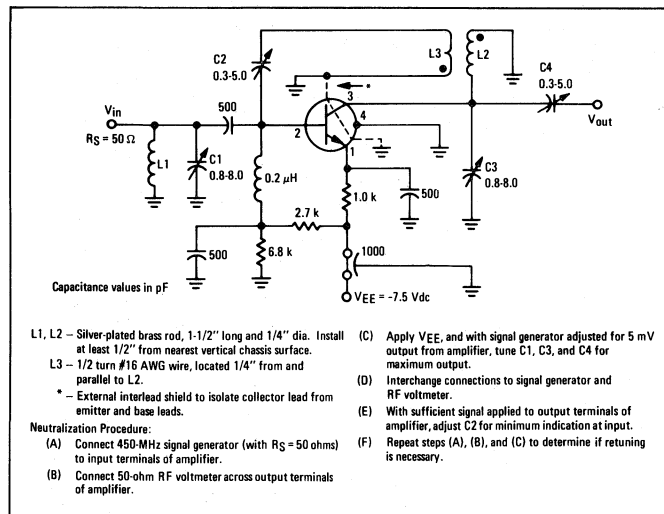 C2
0.3-5.0
L3
L2
C4
0.3-5.0
*
3
4
2
1
Vin
RS = 50 Ω
500
Vout
L1
C1
0.8-8.0
0.2 μH
C3
0.8-8.0
1.0 k
500
2.7 k
500
6.8 k
1000
Capacitance values in pF
VEE = -7.5 Vdc
L1, L2 – Silver-plated brass rod, 1-1/2" long and 1/4" dia. Install
at least 1/2" from nearest vertical chassis surface.
L3 – 1/2 turn #16 AWG wire, located 1/4" from and
parallel to L2.
* – External interlead shield to isolate collector lead from
emitter and base leads.
Neutralization Procedure:
(A) Connect 450-MHz signal generator (with RS = 50 ohms)
to input terminals of amplifier.
(B) Connect 50-ohm RF voltmeter across output terminals
of amplifier.
(C) Apply VEE, and with signal generator adjusted for 5 mV
output from amplifier, tune C1, C3, and C4 for
maximum output.
(D) Interchange connections to signal generator and
RF voltmeter.
(E) With sufficient signal applied to output terminals of
amplifier, adjust C2 for minimum indication at input.
(F) Repeat steps (A), (B), and (C) to determine if retuning
is necessary.